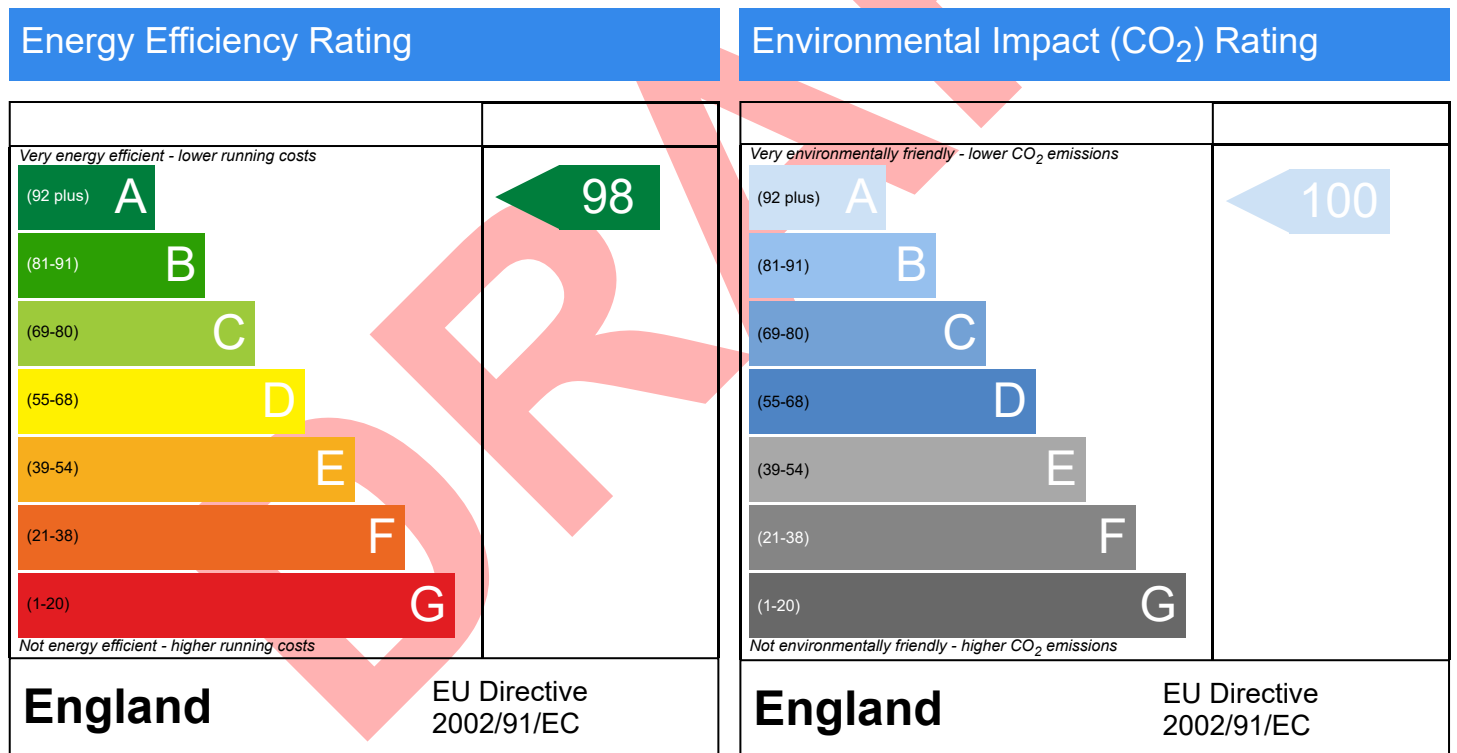 Energy Efficiency Rating
Very energy efficient - lower running costs
(92 plus) A
(81-91) B
(69-80) C
(55-68) D
(39-54) E
(21-38) F
(1-20) G
Not energy efficient - higher running costs
98
England
EU Directive
2002/91/EC
Environmental Impact (CO₂) Rating
Very environmentally friendly - lower CO₂ emissions
(92 plus) A
(81-91) B
(69-80) C
(55-68) D
(39-54) E
(21-38) F
(1-20) G
Not environmentally friendly - higher CO₂ emissions
100
England
EU Directive
2002/91/EC